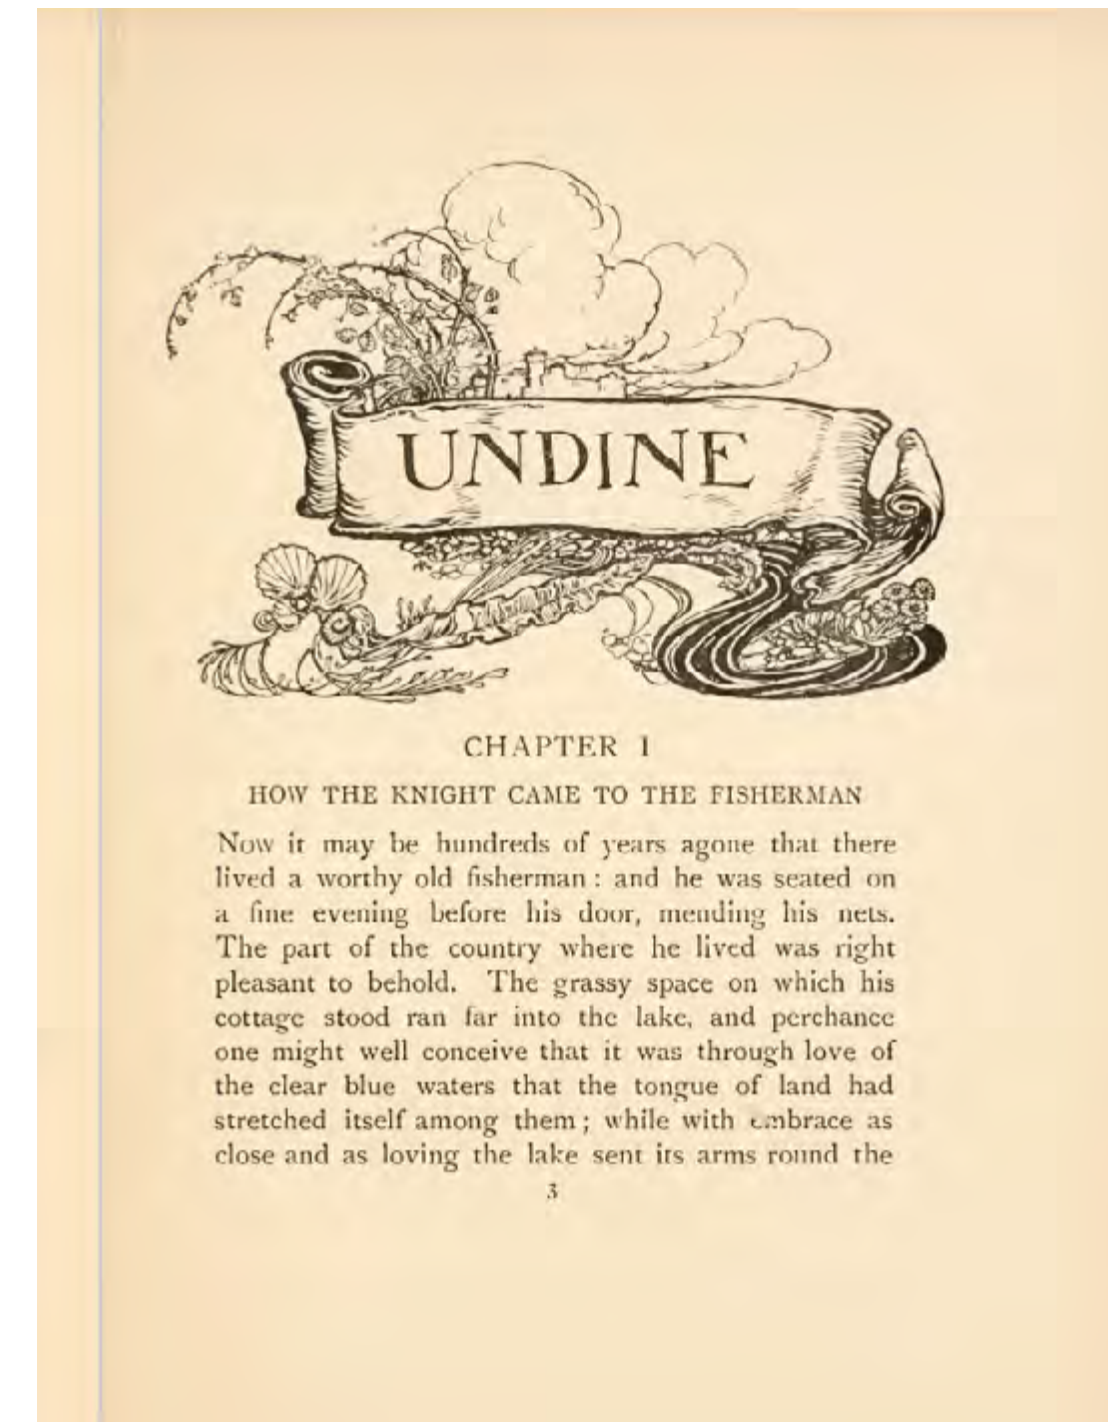 UNDINE
CHAPTER I
HOW THE KNIGHT CAME TO THE FISHERMAN
Now it may be hundreds of years agone that there
lived a worthy old fisherman : and he was seated on
a fine evening before his door, mending his nets.
The part of the country where he lived was right
pleasant to behold. The grassy space on which his
cottage stood ran far into the lake, and perchance
one might well conceive that it was through love of
the clear blue waters that the tongue of land had
stretched itself among them ; while with embrace as
close and as loving the lake sent its arms round the
3